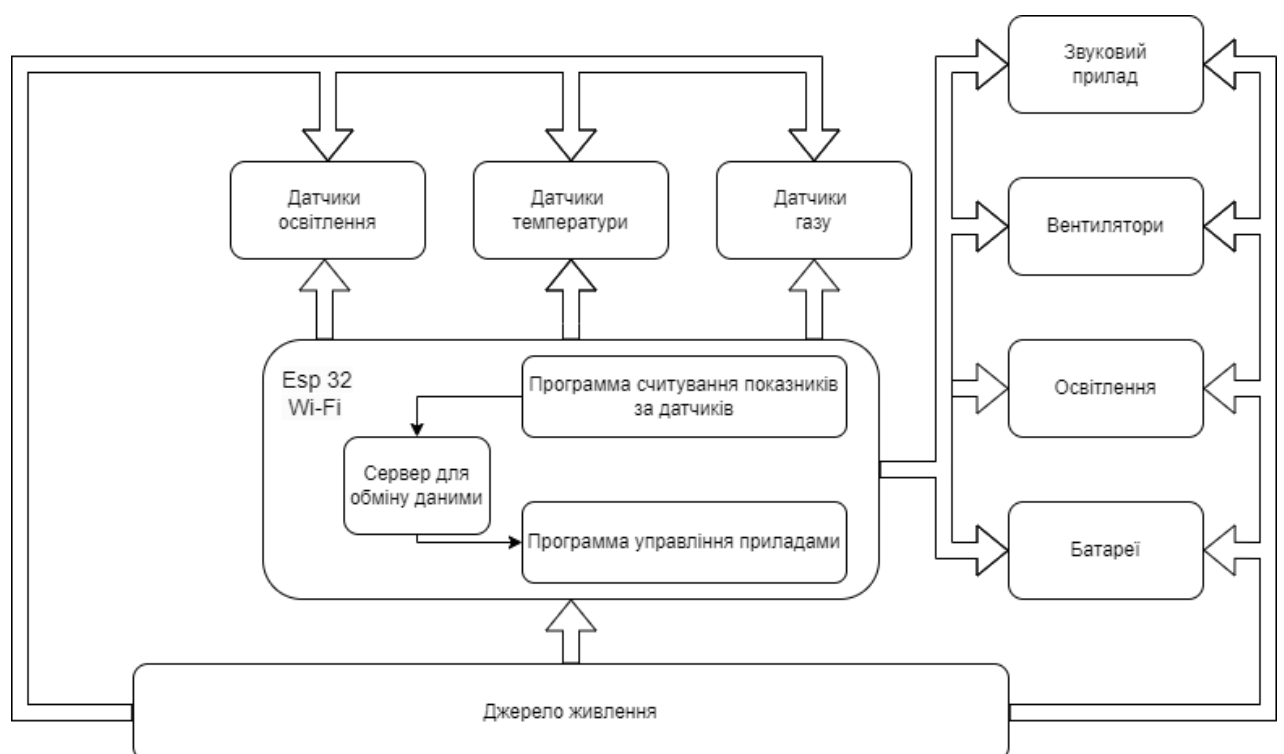 Звуковий
прилад
Датчики
освітлення
Датчики
температури
Датчики
газу
Вентилятори
Esp 32
Wi-Fi
Программа считування показників
за датчиків
Освітлення
Сервер для
обміну даними
Программа управління приладами
Батареї
Джерело живлення